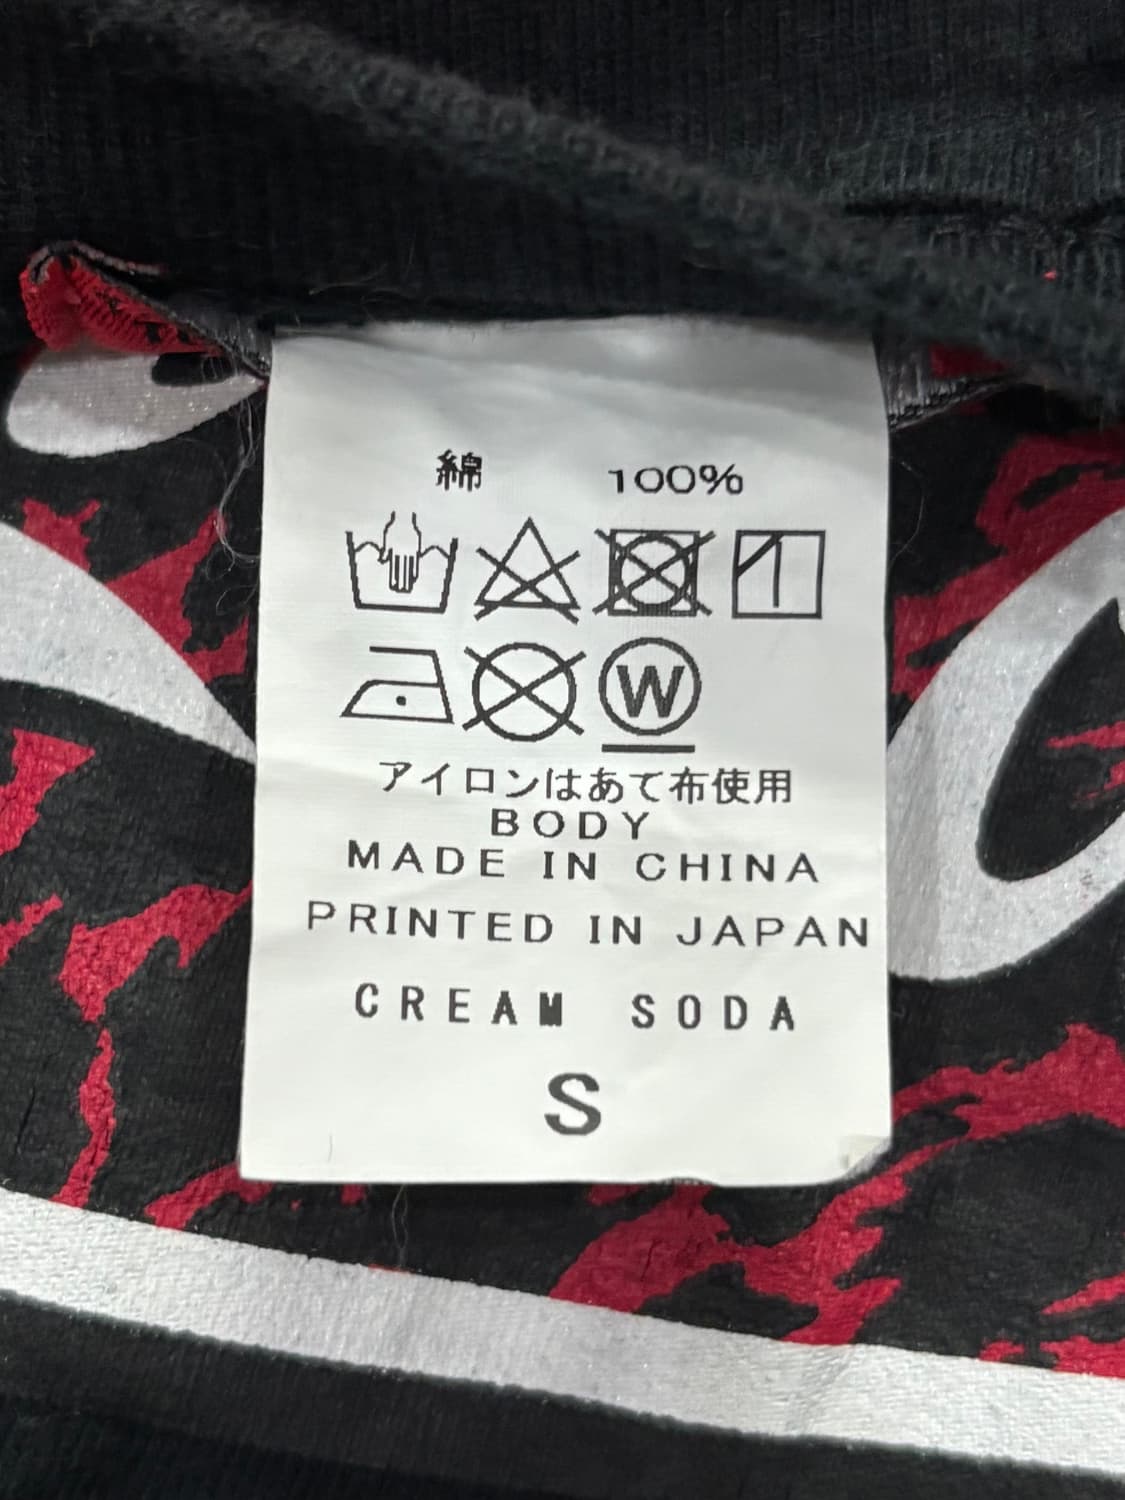 綿 100%
W
アイロンはあて布使用
BODY
MADE IN CHINA
PRINTED IN JAPAN
CREAM SODA
S